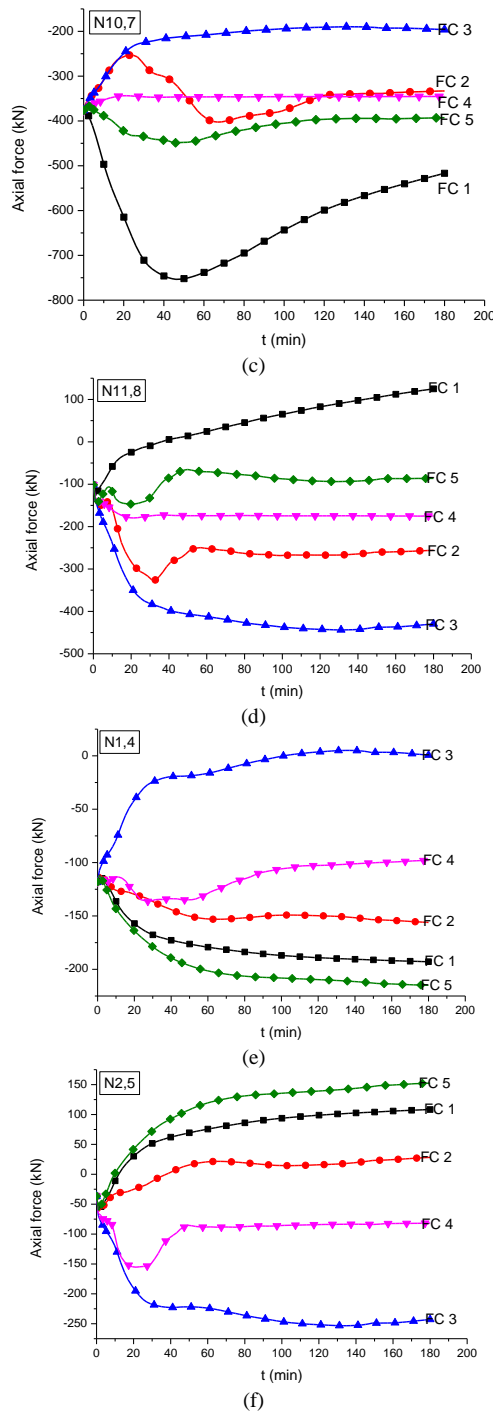 N10,7
Axial force (kN)
-200
-300
-400
-500
-600
-700
-800
FC 3
FC 2
FC 4
FC 5
FC 1
0 20 40 60 80 100 120 140 160 180 200
t (min)
(c)
N11,8
Axial force (kN)
100
0
-100
-200
-300
-400
-500
FC 1
FC 5
FC 4
FC 2
FC 3
0 20 40 60 80 100 120 140 160 180 200
t (min)
(d)
N1,4
Axial force (kN)
0
-50
-100
-150
-200
FC 3
FC 4
FC 2
FC 1
FC 5
0 20 40 60 80 100 120 140 160 180 200
t (min)
(e)
N2,5
Axial force (kN)
150
100
50
0
-50
-100
-150
-200
-250
FC 5
FC 1
FC 2
FC 4
FC 3
0 20 40 60 80 100 120 140 160 180 200
t (min)
(f)